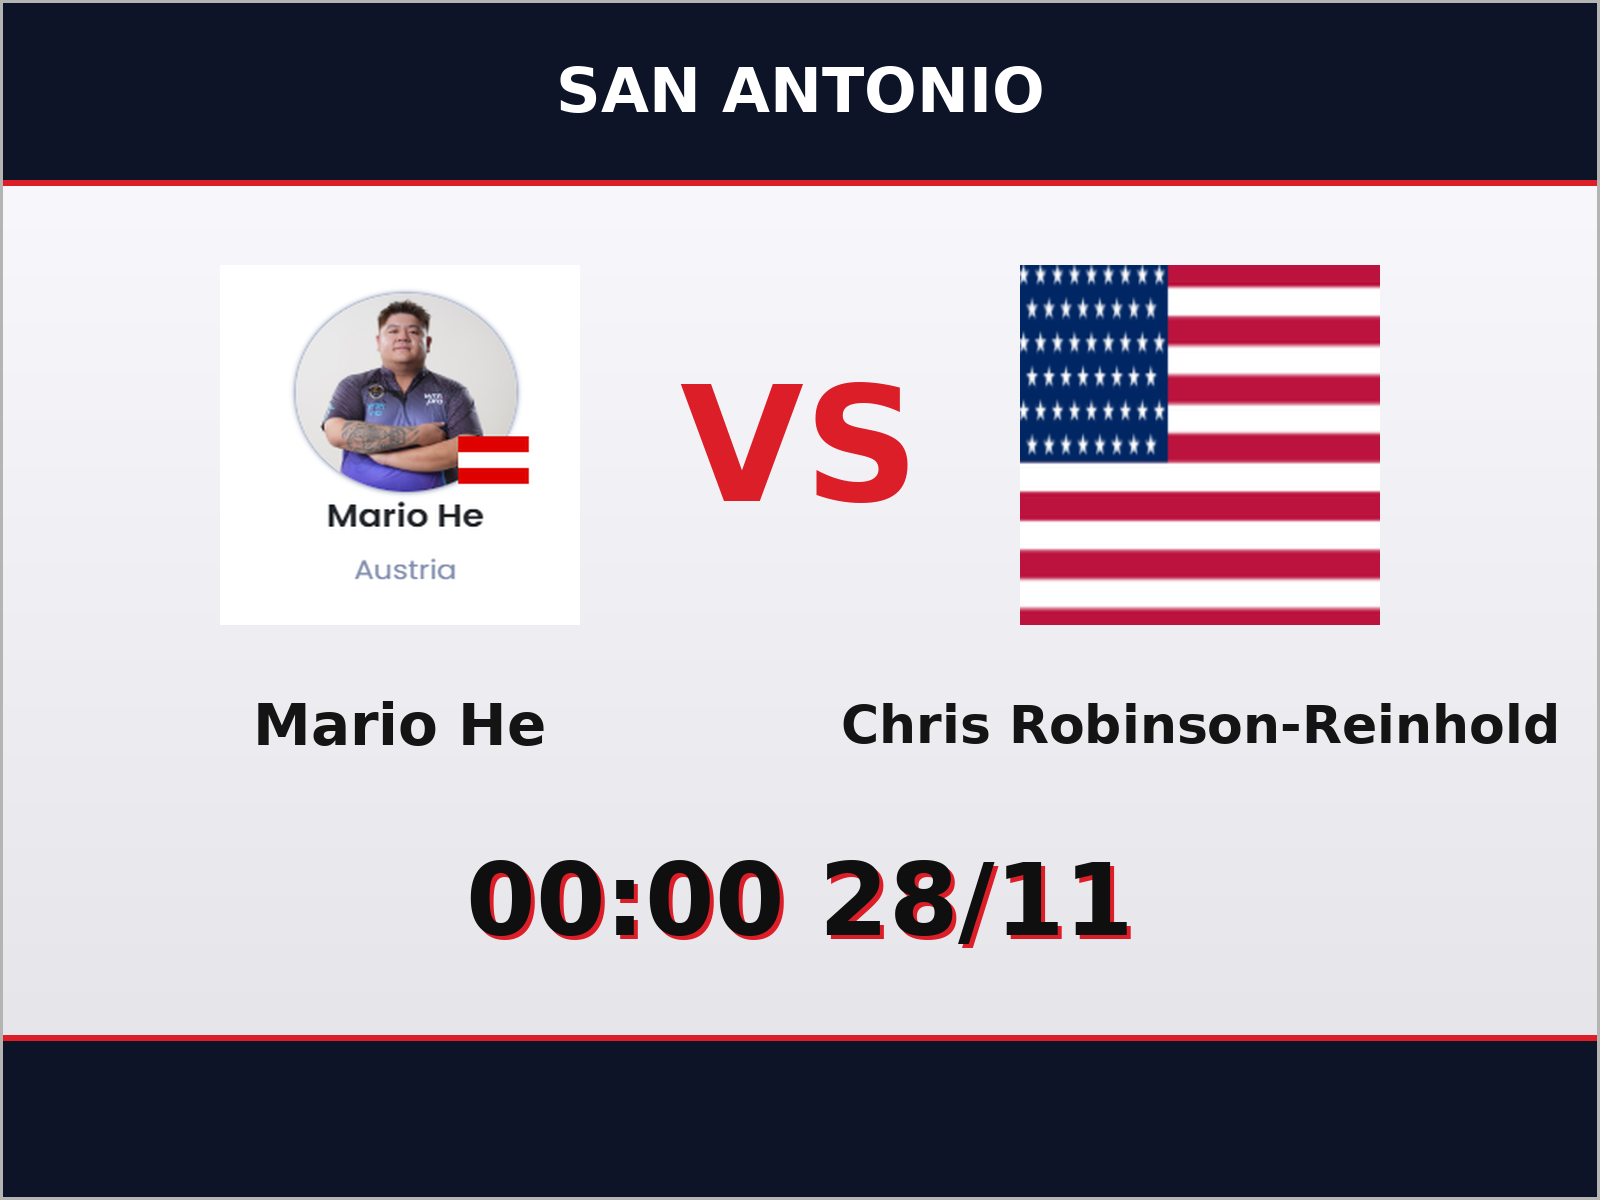 SAN ANTONIO
VS
Mario He
Austria
Mario He
Chris Robinson-Reinhold
00:00 28/11